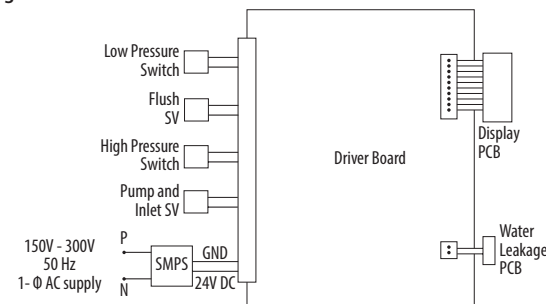 Low Pressure
Switch
Flush
SV
High Pressure
Switch
Pump and
Inlet SV
150V - 300V
50 Hz
1- Φ AC supply
P
N
SMPS
GND
24V DC
Driver Board
Display
PCB
Water
Leakage
PCB